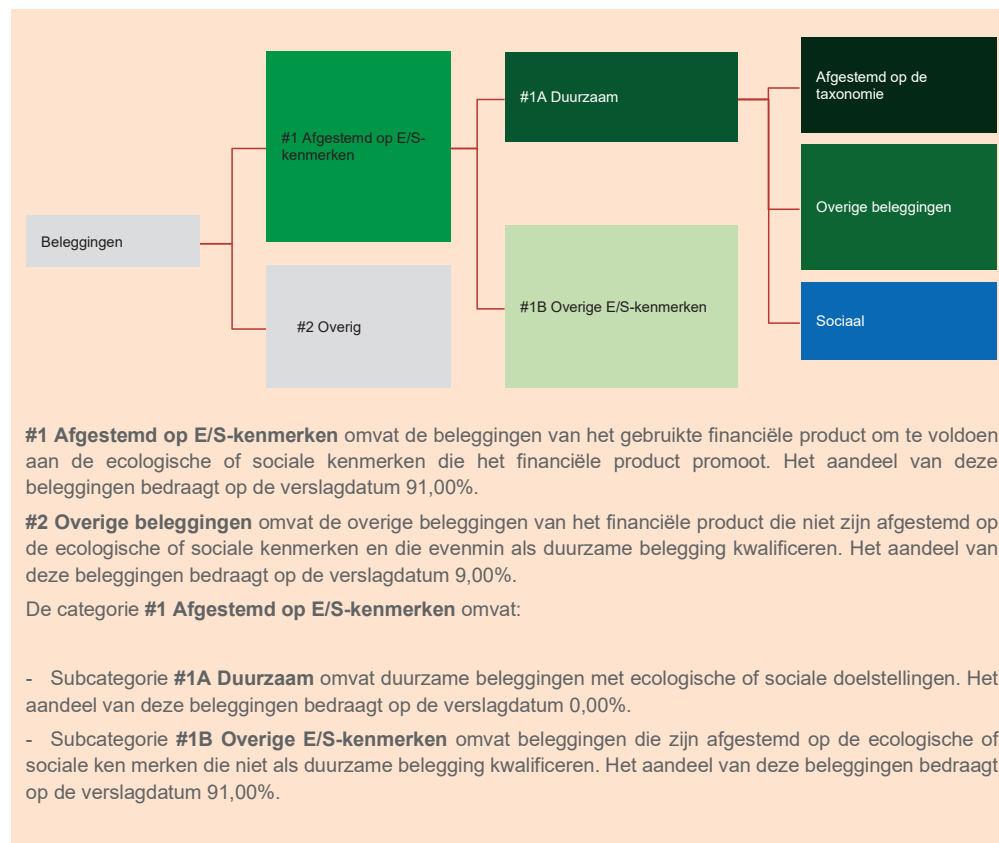 Beleggingen
#1 Afgestemd op E/S-
kenmerken
#2 Overig
#1A Duurzaam
#1B Overige E/S-kenmerken
Afgestemd op de
taxonomie
Overige beleggingen
Sociaal
#1 Afgestemd op E/S-kenmerken omvat de beleggingen van het gebruikte financiële product om te voldoen
aan de ecologische of sociale kenmerken die het financiële product promoot. Het aandeel van deze
beleggingen bedraagt op de verslagdatum 91,00%.
#2 Overige beleggingen omvat de overige beleggingen van het financiële product die niet zijn afgestemd op
de ecologische of sociale kenmerken en die evenmin als duurzame belegging kwalificeren. Het aandeel van
deze beleggingen bedraagt op de verslagdatum 9,00%.
De categorie #1 Afgestemd op E/S-kenmerken omvat:
- Subcategorie #1A Duurzaam omvat duurzame beleggingen met ecologische of sociale doelstellingen. Het
aandeel van deze beleggingen bedraagt op de verslagdatum 0,00%.
- Subcategorie #1B Overige E/S-kenmerken omvat beleggingen die zijn afgestemd op de ecologische of
sociale ken merken die niet als duurzame belegging kwalificeren. Het aandeel van deze beleggingen bedraagt
op de verslagdatum 91,00%.